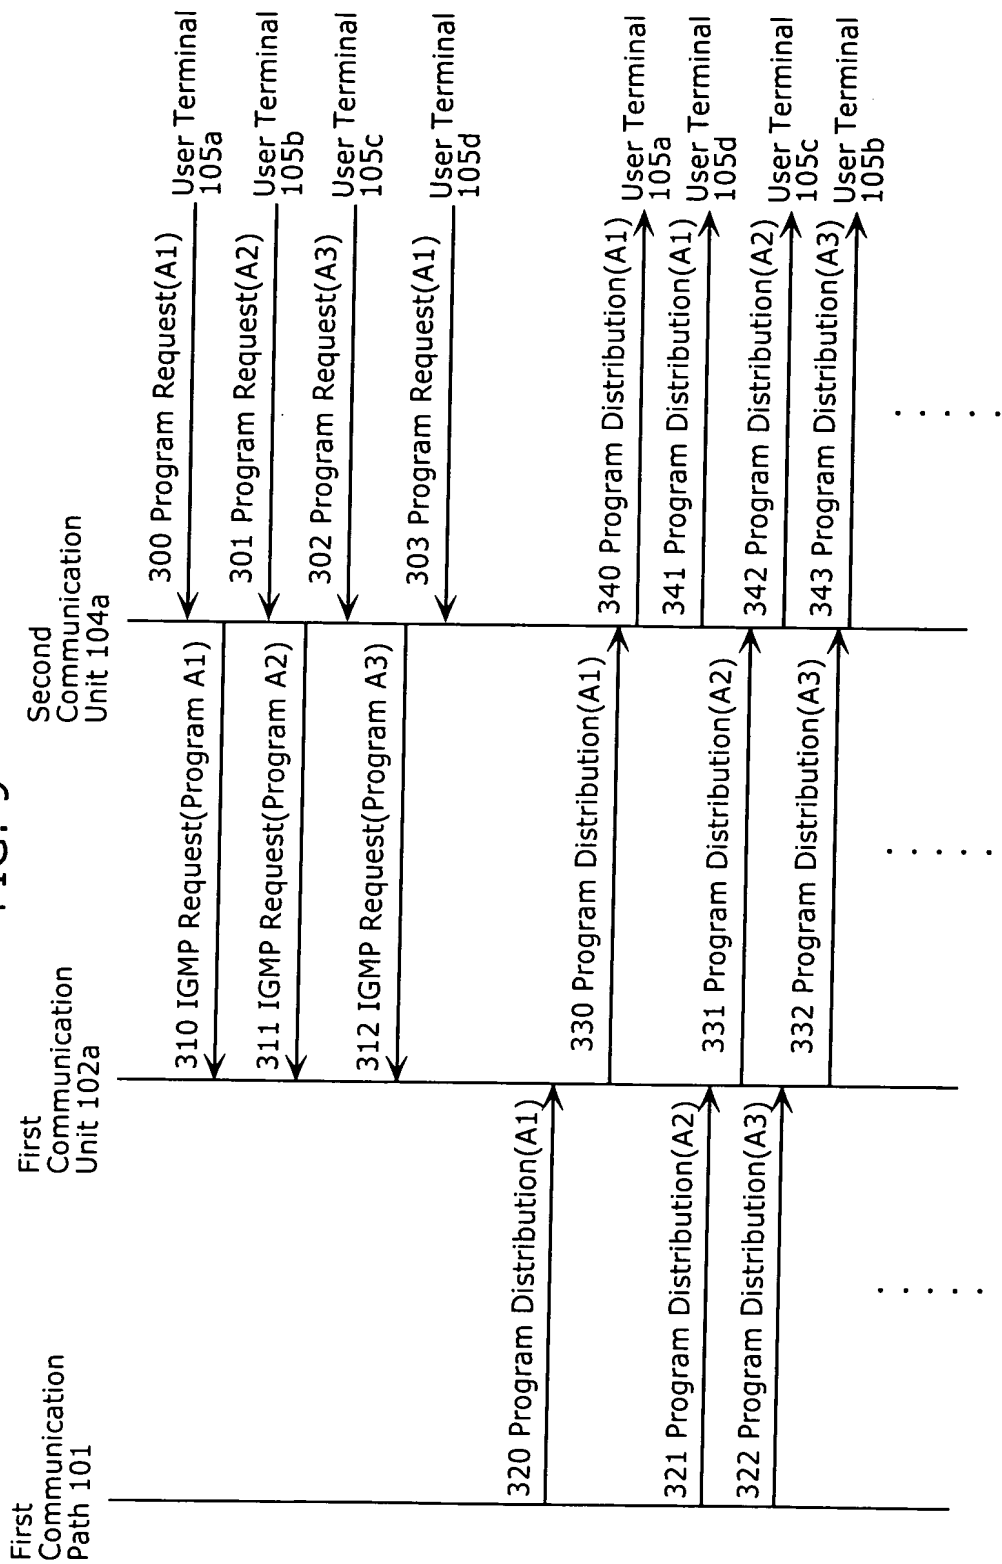 FIG.
First
Communication
Path 101
First
Communication
Unit 102a
Second
Communication
Unit 104a
300 Program Request(A1)
User Terminal
105a
310 IGMP Request(Program A1)
301 Program Request(A2)
User Terminal
105b
311 IGMP Request(Program A2)
302 Program Request(A3)
User Terminal
105c
312 IGMP Request(Program A3)
303 Program Request(A1)
User Terminal
105d
320 Program Distribution(A1)
330 Program Distribution(A1)
340 Program Distribution(A1)
User Terminal
105a
341 Program Distribution(A1)
User Terminal
105d
321 Program Distribution(A2)
331 Program Distribution(A2)
342 Program Distribution(A2)
User Terminal
105c
322 Program Distribution(A3)
332 Program Distribution(A3)
343 Program Distribution(A3)
User Terminal
105b